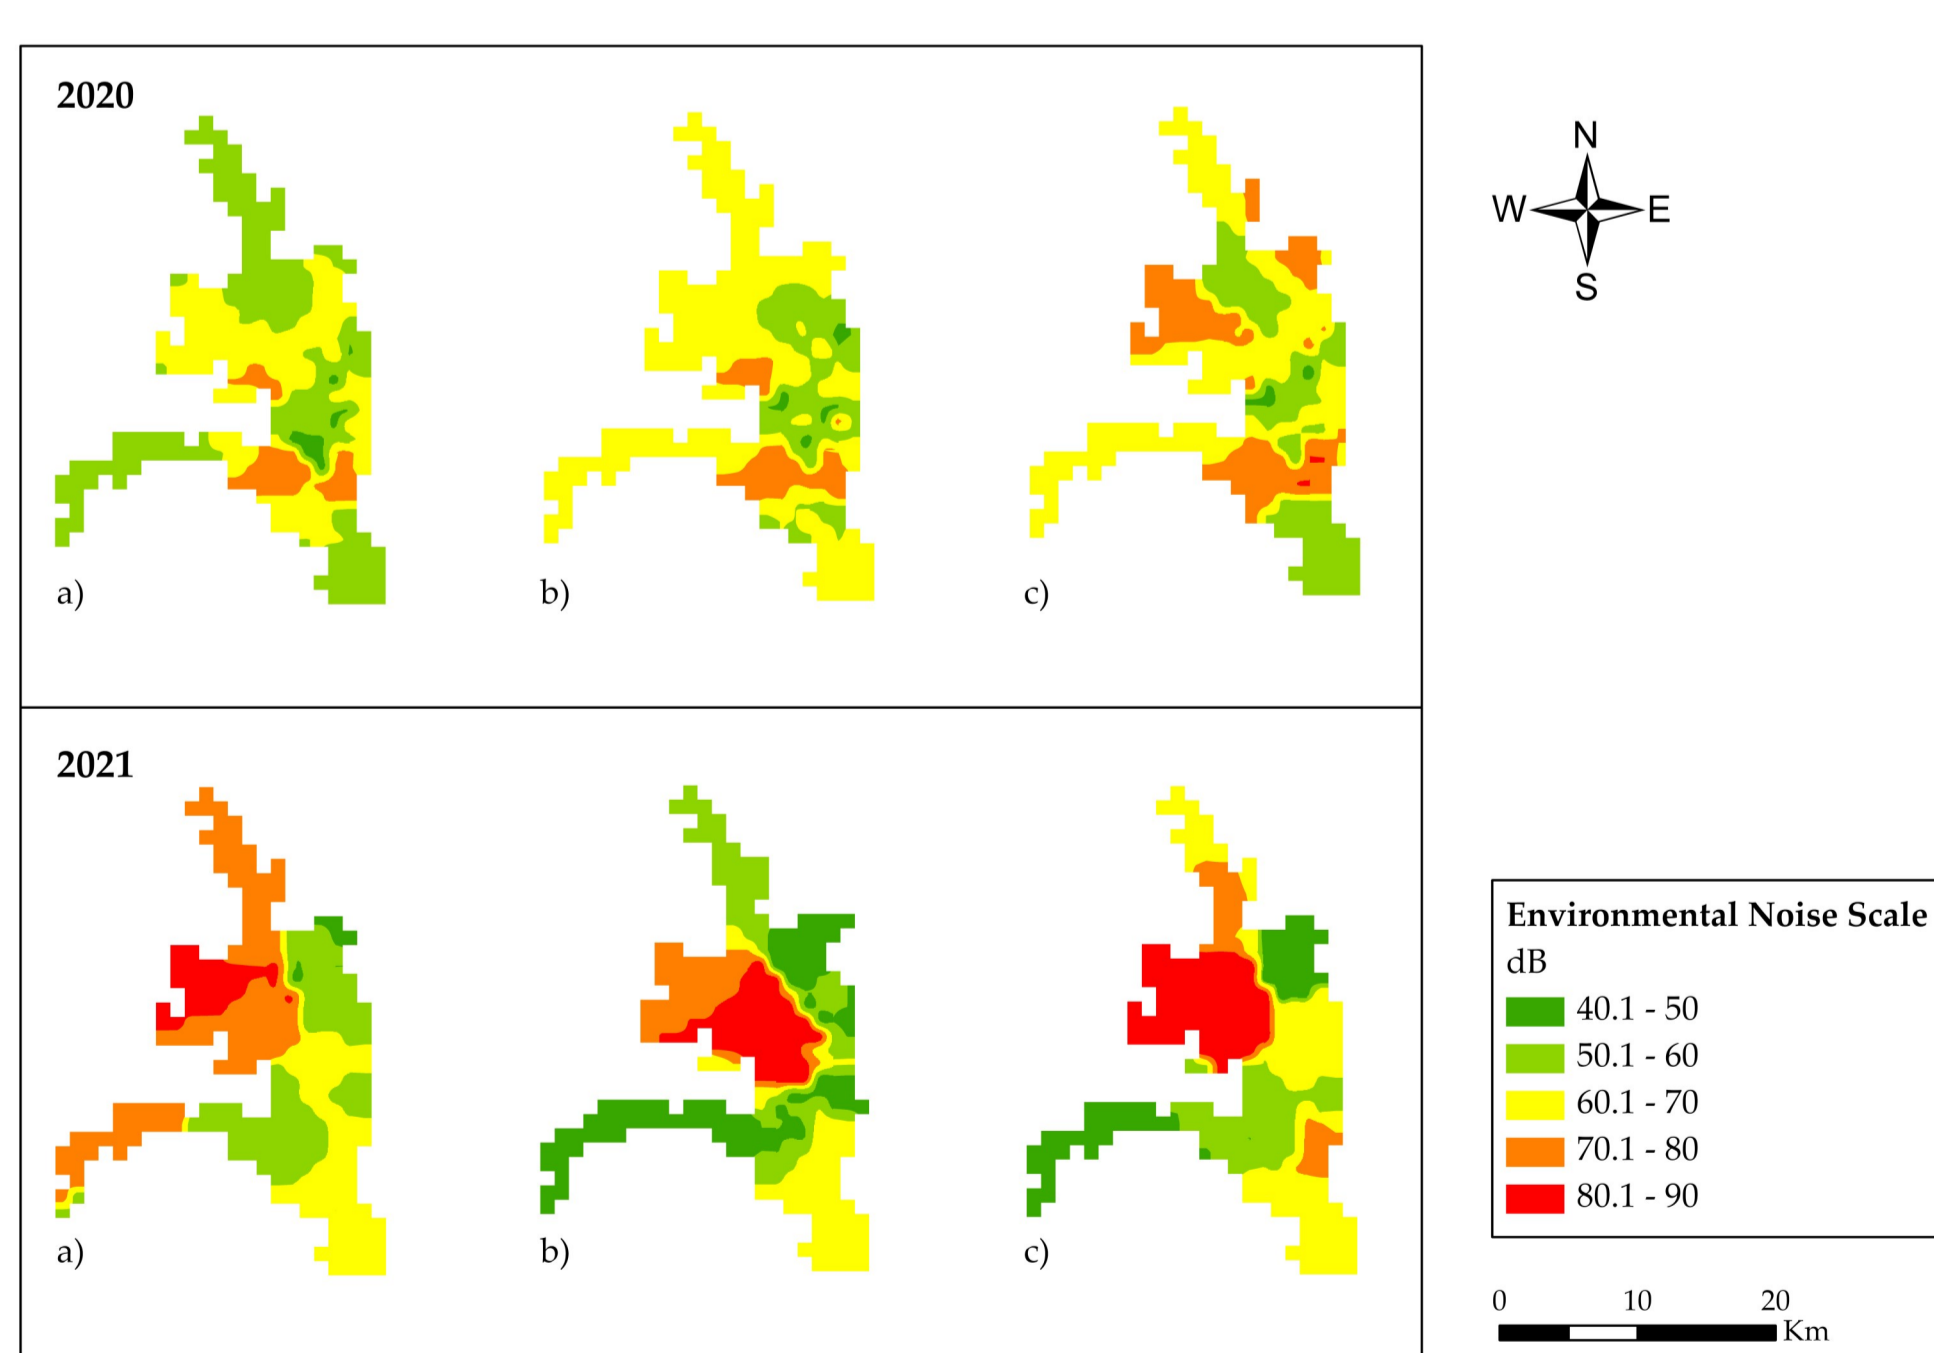 2020
a)
b)
c)
2021
a)
b)
c)
N
W
E
S
Environmental Noise Scale
dB
40.1 - 50
50.1 - 60
60.1 - 70
70.1 - 80
80.1 - 90
0 10 20
Km